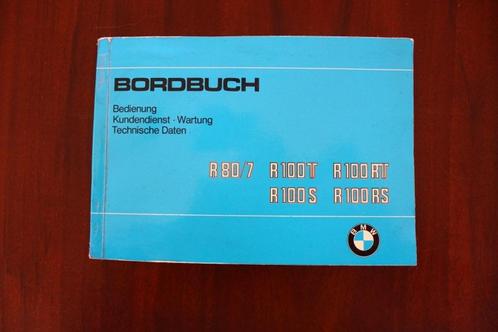 BORDBUCH
Bedienung
Kundendienst · Wartung
Technische Daten
R80/7 R100T R100RT
R100S R100RS
BMW